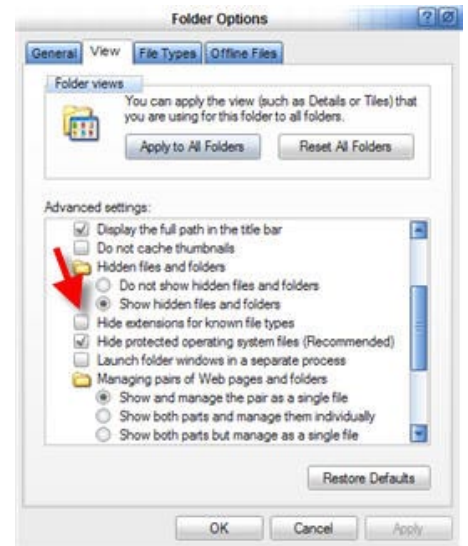 Folder Options
General View File Types Offline Files
Folder views
You can apply the view (such as Details or Tiles) that
you are using for this folder to all folders.
Apply to All Folders Reset All Folders
Advanced settings:
Display the full path in the title bar
Do not cache thumbnails
Hidden files and folders
Do not show hidden files and folders
Show hidden files and folders
Hide extensions for known file types
Hide protected operating system files (Recommended)
Launch folder windows in a separate process
Managing pairs of Web pages and folders
Show and manage the pair as a single file
Show both parts and manage them individually
Show both parts but manage as a single file
Restore Defaults
OK Cancel Apply